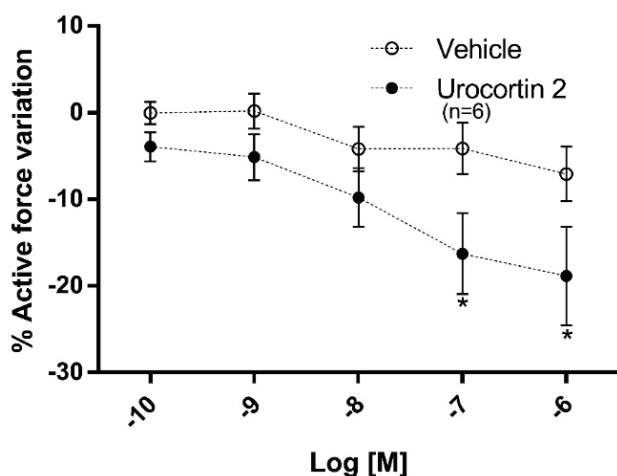 10
0
-10
-20
-30
% Active force variation
Vehicle
Urocortin 2
(n=6)
*
*
-10
-9
-8
-7
-6
Log [M]